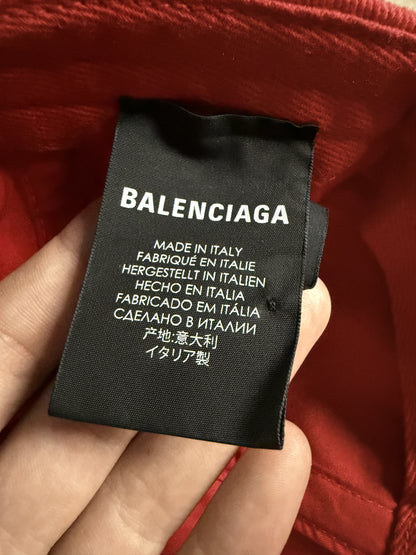 BALENCIAGA
MADE IN ITALY
FABRIQUÉ EN ITALIE
HERGESTELLT IN ITALIEN
HECHO EN ITALIA
FABRICADO EM ITÁLIA
СДЕЛАНО В ИТАЛИИ
产地:意大利
イタリア製